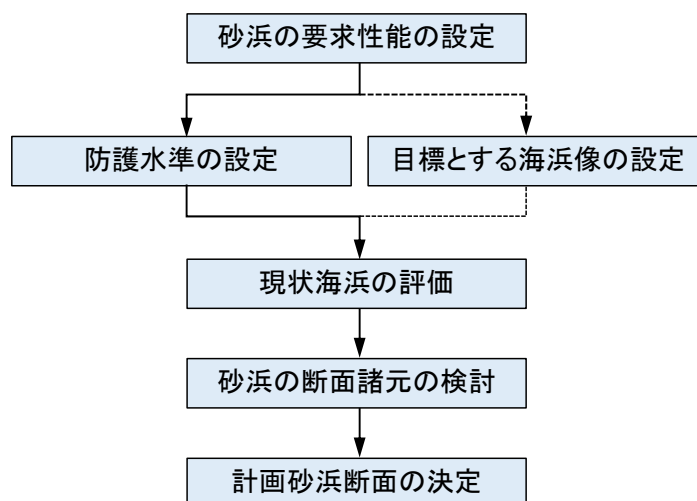 砂浜の要求性能の設定
防護水準の設定
目標とする海浜像の設定
現状海浜の評価
砂浜の断面諸元の検討
計画砂浜断面の決定